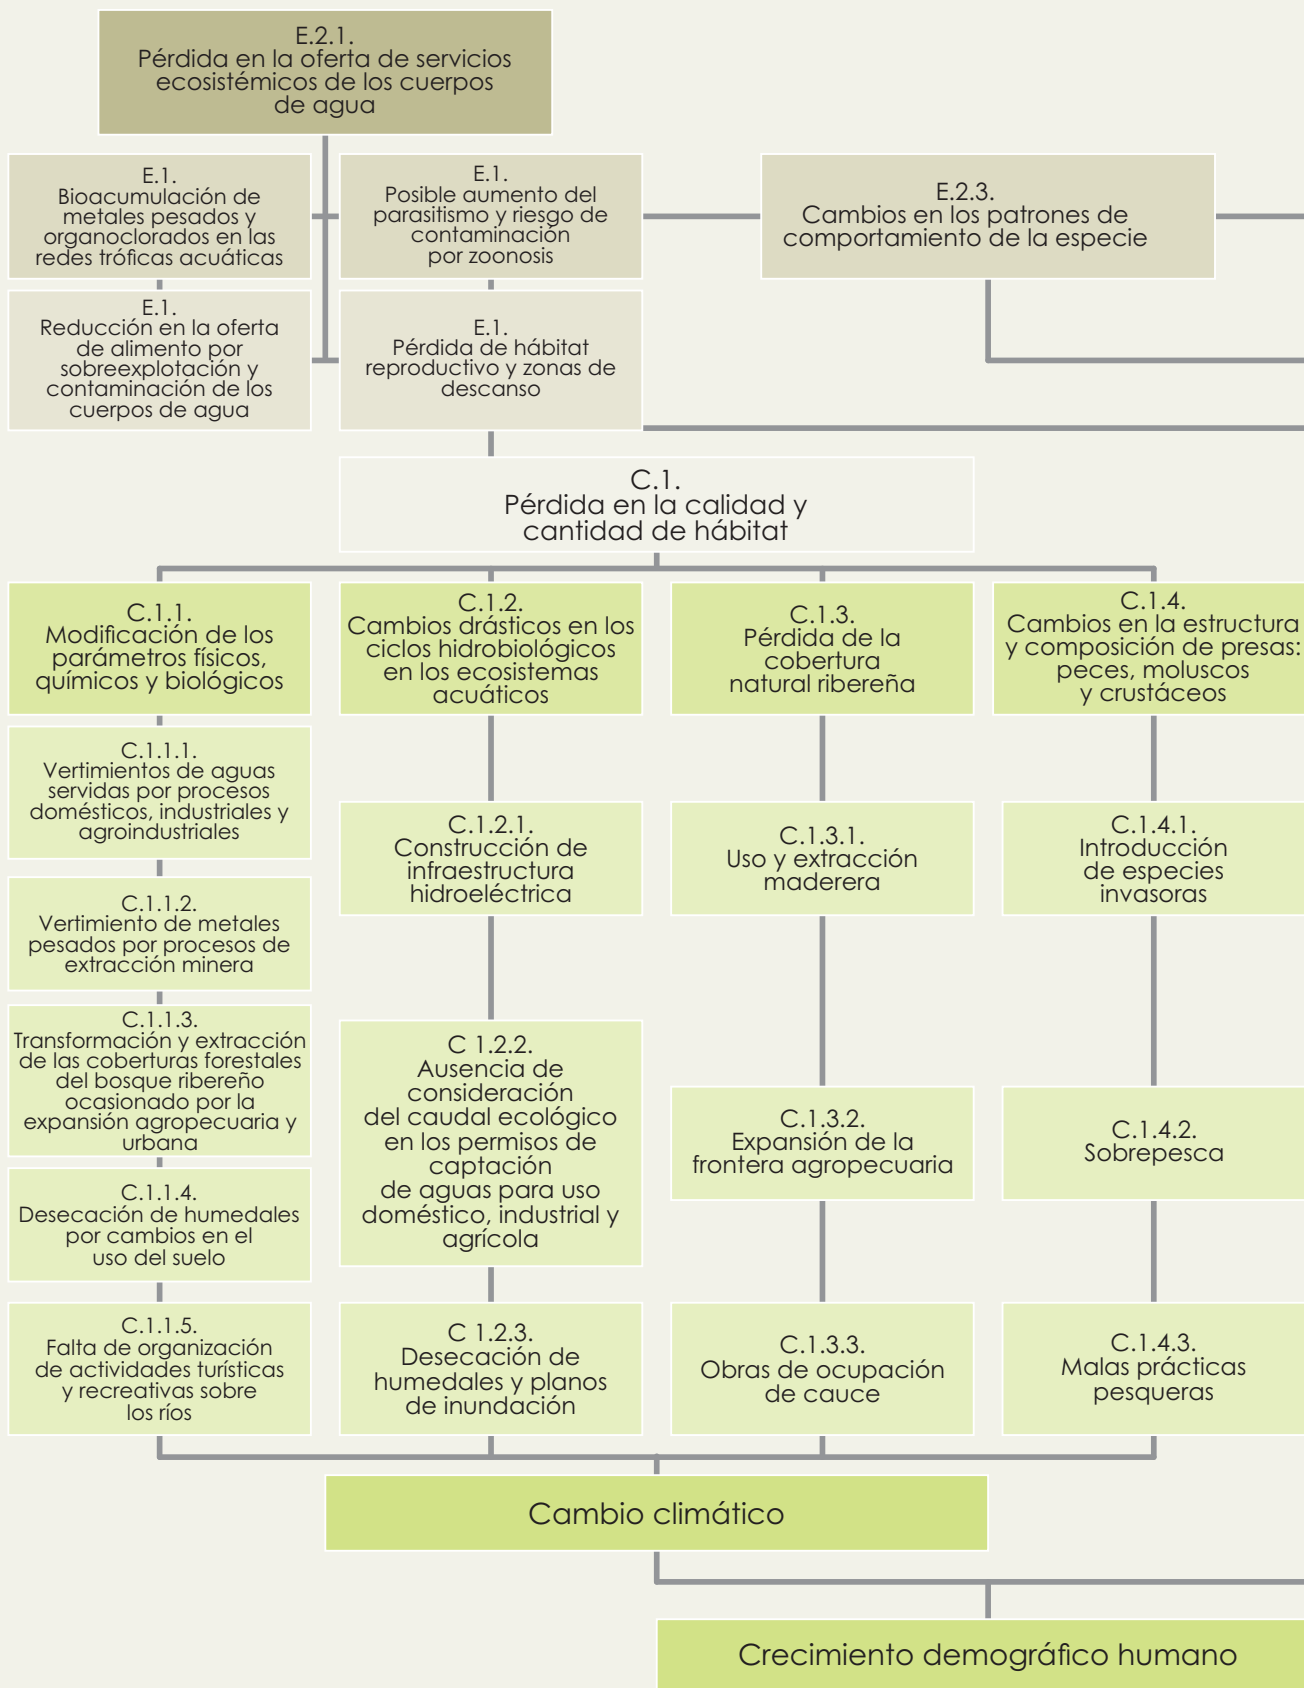 E.2.1.
Pérdida en la oferta de servicios
ecosistémicos de los cuerpos
de agua
E.1.
Bioacumulación de
metales pesados y
organoclorados en las
redes tróficas acuáticas
E.1.
Posible aumento del
parasitismo y riesgo de
contaminación
por zoonosis
E.2.3.
Cambios en los patrones de
comportamiento de la especie
E.1.
Reducción en la oferta
de alimento por
sobreexplotación y
contaminación de los
cuerpos de agua
E.1.
Pérdida de hábitat
reproductivo y zonas de
descanso
C.1.
Pérdida en la calidad y
cantidad de hábitat
C.1.1.
Modificación de los
parámetros físicos,
químicos y biológicos
C.1.2.
Cambios drásticos en los
ciclos hidrobiológicos
en los ecosistemas
acuáticos
C.1.3.
Pérdida de la
cobertura
natural ribereña
C.1.4.
Cambios en la estructura
y composición de presas:
peces, moluscos
y crustáceos
C.1.1.1.
Vertimientos de aguas
servidas por procesos
domésticos, industriales y
agroindustriales
C.1.2.1.
Construcción de
infraestructura
hidroeléctrica
C.1.3.1.
Uso y extracción
maderera
C.1.4.1.
Introducción
de especies
invasoras
C.1.1.2.
Vertimiento de metales
pesados por procesos de
extracción minera
C.1.1.3.
Transformación y extracción
de las coberturas forestales
del bosque ribereño
ocasionado por la
expansión agropecuaria y
urbana
C 1.2.2.
Ausencia de
consideración
del caudal ecológico
en los permisos de
captación
de aguas para uso
doméstico, industrial y
agrícola
C.1.3.2.
Expansión de la
frontera agropecuaria
C.1.4.2.
Sobrepesca
C.1.1.4.
Desecación de humedales
por cambios en el
uso del suelo
C.1.1.5.
Falta de organización
de actividades turísticas
y recreativas sobre
los ríos
C 1.2.3.
Desecación de
humedales y planos
de inundación
C.1.3.3.
Obras de ocupación
de cauce
C.1.4.3.
Malas prácticas
pesqueras
Cambio climático
Crecimiento demográfico humano